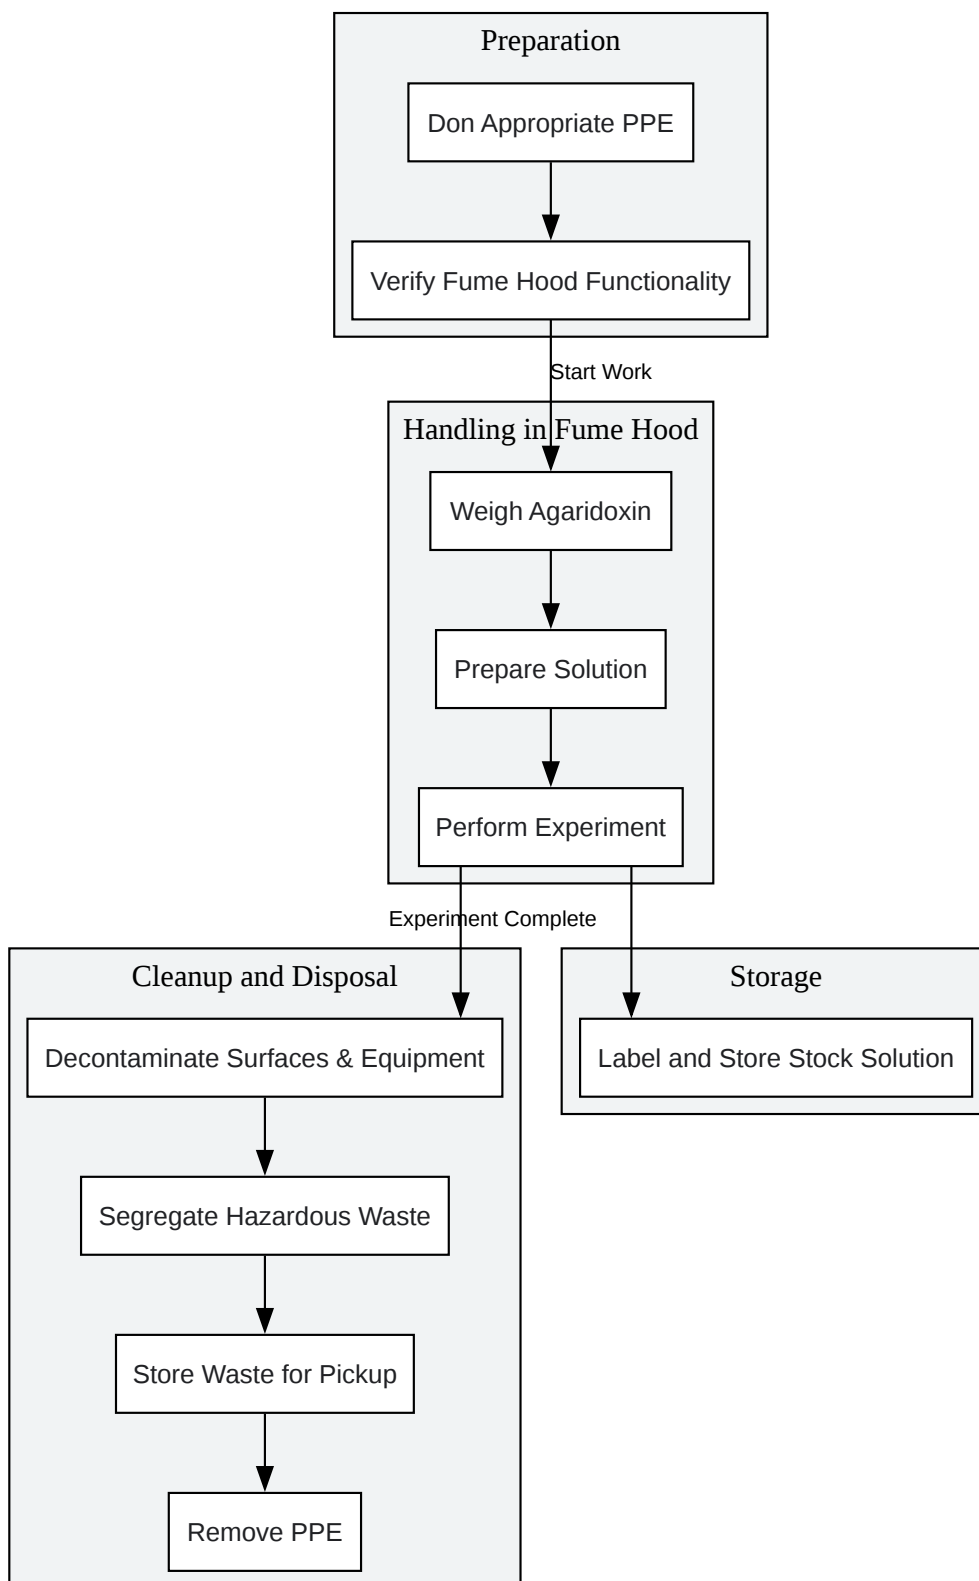 Preparation
Don Appropriate PPE
Verify Fume Hood Functionality
Start Work
Handling in Fume Hood
Weigh Agaridoxin
Prepare Solution
Perform Experiment
Experiment Complete
Cleanup and Disposal
Decontaminate Surfaces & Equipment
Segregate Hazardous Waste
Store Waste for Pickup
Remove PPE
Storage
Label and Store Stock Solution